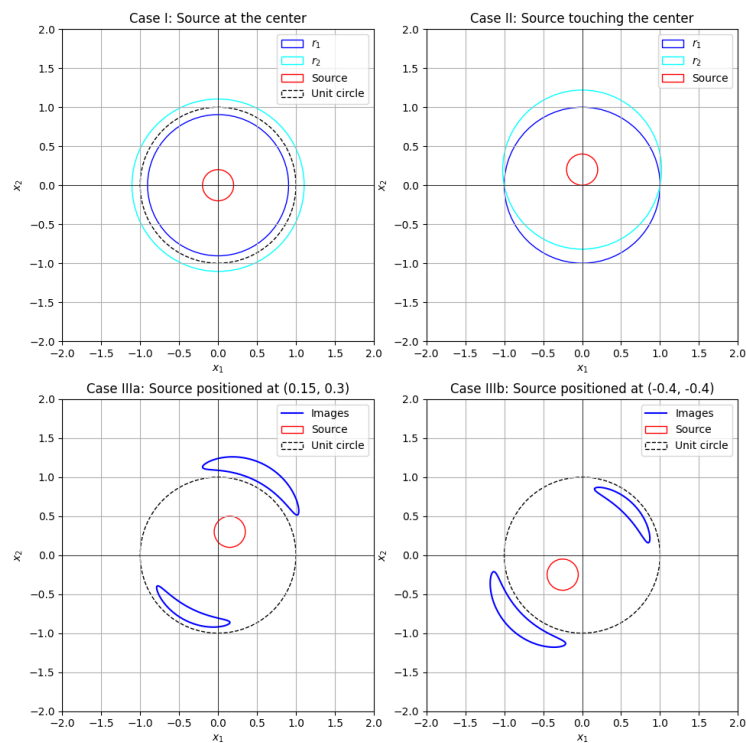 Case I: Source at the center
Case II: Source touching the center
2.0
1.5
1.0
0.5
0.0
−0.5
−1.0
−1.5
−2.0
x₂
−2.0 −1.5 −1.0 −0.5 0.0 0.5 1.0 1.5 2.0
x₁
r₁
r₂
Source
Unit circle
2.0
1.5
1.0
0.5
0.0
−0.5
−1.0
−1.5
−2.0
x₂
−2.0 −1.5 −1.0 −0.5 0.0 0.5 1.0 1.5 2.0
x₁
r₁
r₂
Source
Case IIIa: Source positioned at (0.15, 0.3)
Case IIIb: Source positioned at (-0.4, -0.4)
2.0
1.5
1.0
0.5
0.0
−0.5
−1.0
−1.5
−2.0
x₂
−2.0 −1.5 −1.0 −0.5 0.0 0.5 1.0 1.5 2.0
x₁
Images
Source
Unit circle
2.0
1.5
1.0
0.5
0.0
−0.5
−1.0
−1.5
−2.0
x₂
−2.0 −1.5 −1.0 −0.5 0.0 0.5 1.0 1.5 2.0
x₁
Images
Source
Unit circle